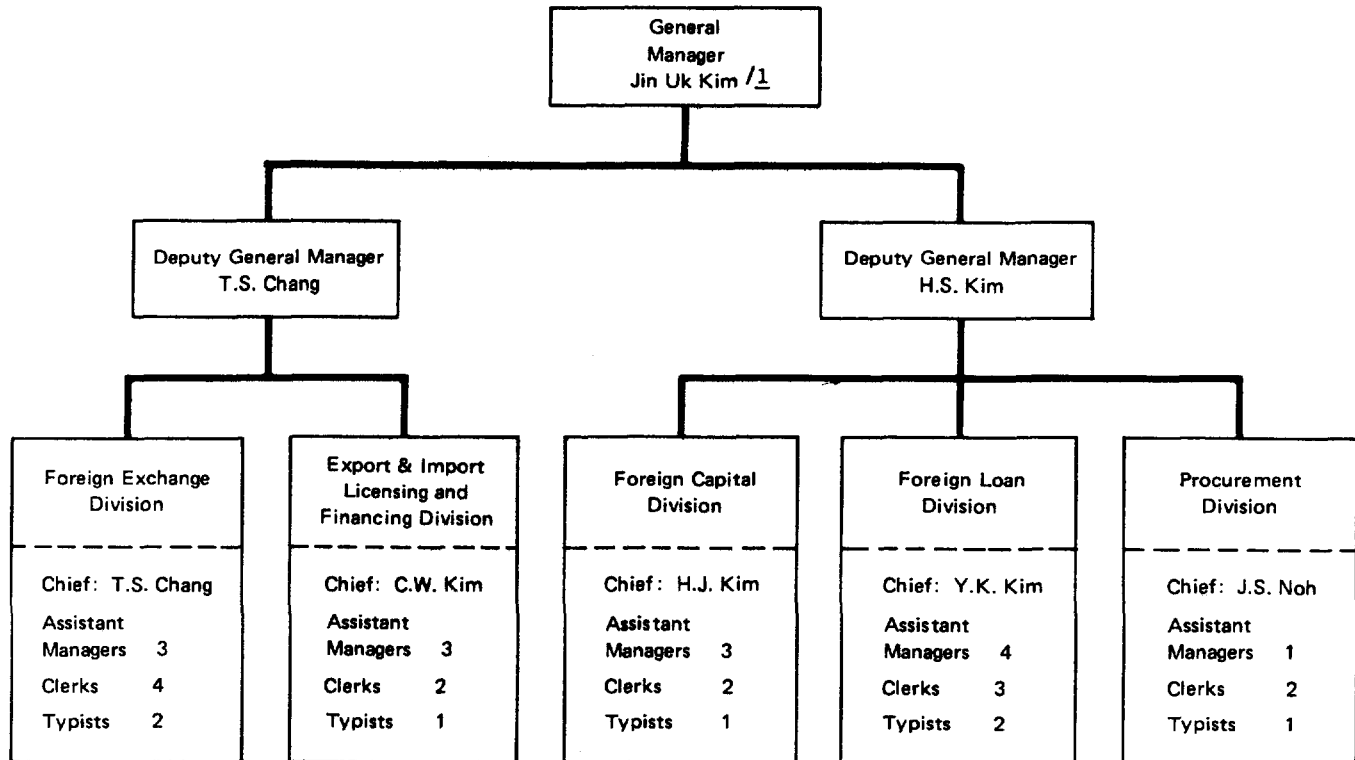 General
Manager
Jin Uk Kim /1
Deputy General Manager
T.S. Chang
Deputy General Manager
H.S. Kim
Foreign Exchange
Division
Chief: T.S. Chang
Assistant
Managers 3
Clerks 4
Typists 2
Export & Import
Licensing and
Financing Division
Chief: C.W. Kim
Assistant
Managers 3
Clerks 2
Typists 1
Foreign Capital
Division
Chief: H.J. Kim
Assistant
Managers 3
Clerks 2
Typists 1
Foreign Loan
Division
Chief: Y.K. Kim
Assistant
Managers 4
Clerks 3
Typists 2
Procurement
Division
Chief: J.S. Noh
Assistant
Managers 1
Clerks 2
Typists 1